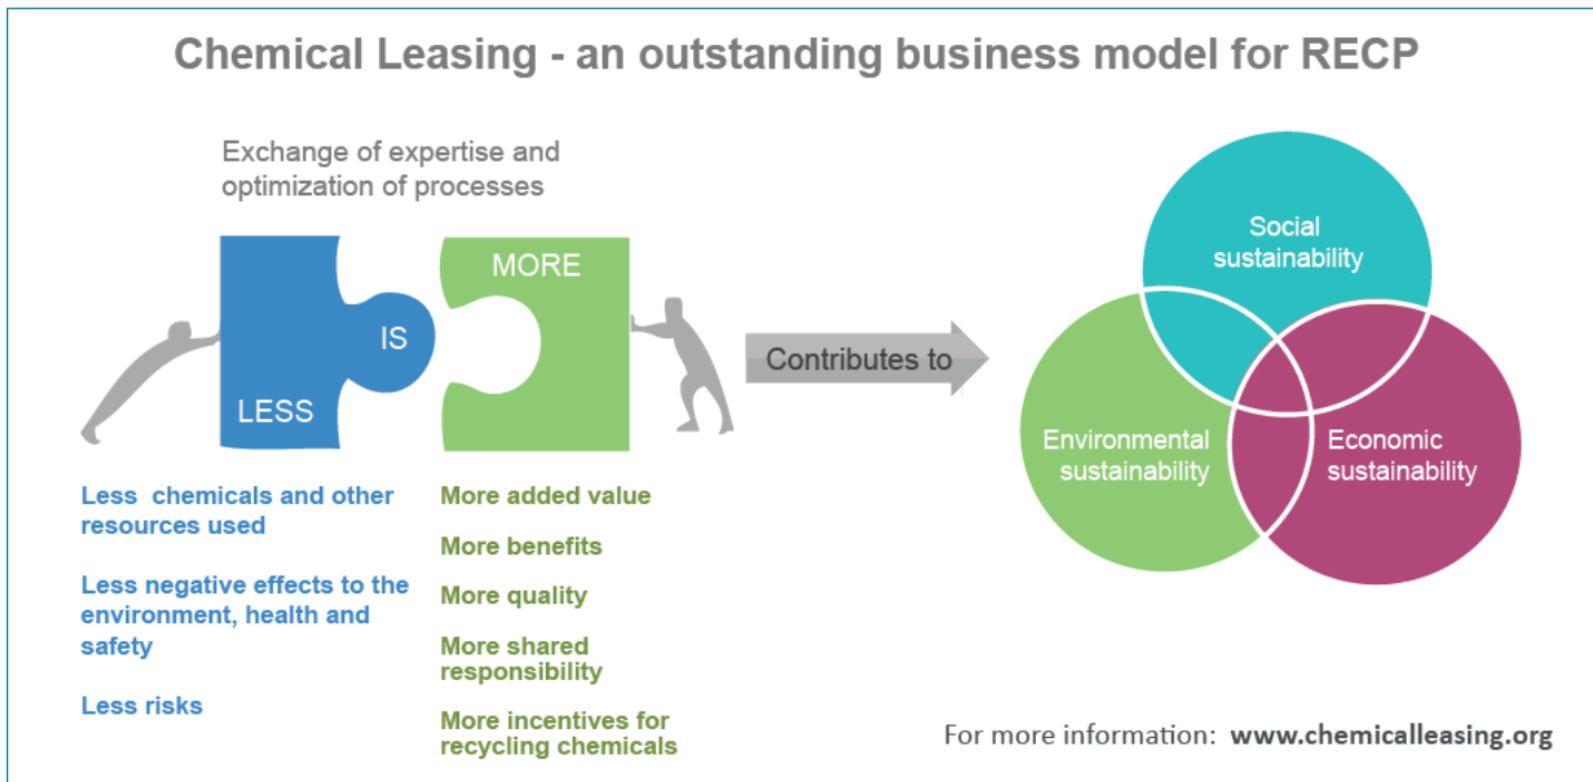 Chemical Leasing - an outstanding business model for RECP
Exchange of expertise and
optimization of processes
LESS
IS
MORE
Less chemicals and other
resources used
Less negative effects to the
environment, health and
safety
Less risks
More added value
More benefits
More quality
More shared
responsibility
More incentives for
recycling chemicals
Contributes to
Social
sustainability
Environmental
sustainability
Economic
sustainability
For more information: www.chemicalleasing.org